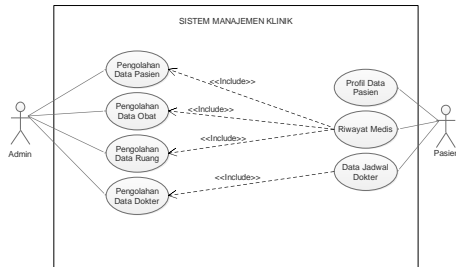 SISTEM MANAJEMEN KLINIK
Pengolahan
Data Pasien
<<Include>>
Profil Data
Pasien
Pengolahan
Data Obat
<<Include>>
Riwayat Medis
Admin
Pasien
<<Include>>
Pengolahan
Data Ruang
<<Include>>
Data Jadwal
Dokter
Pengolahan
Data Dokter